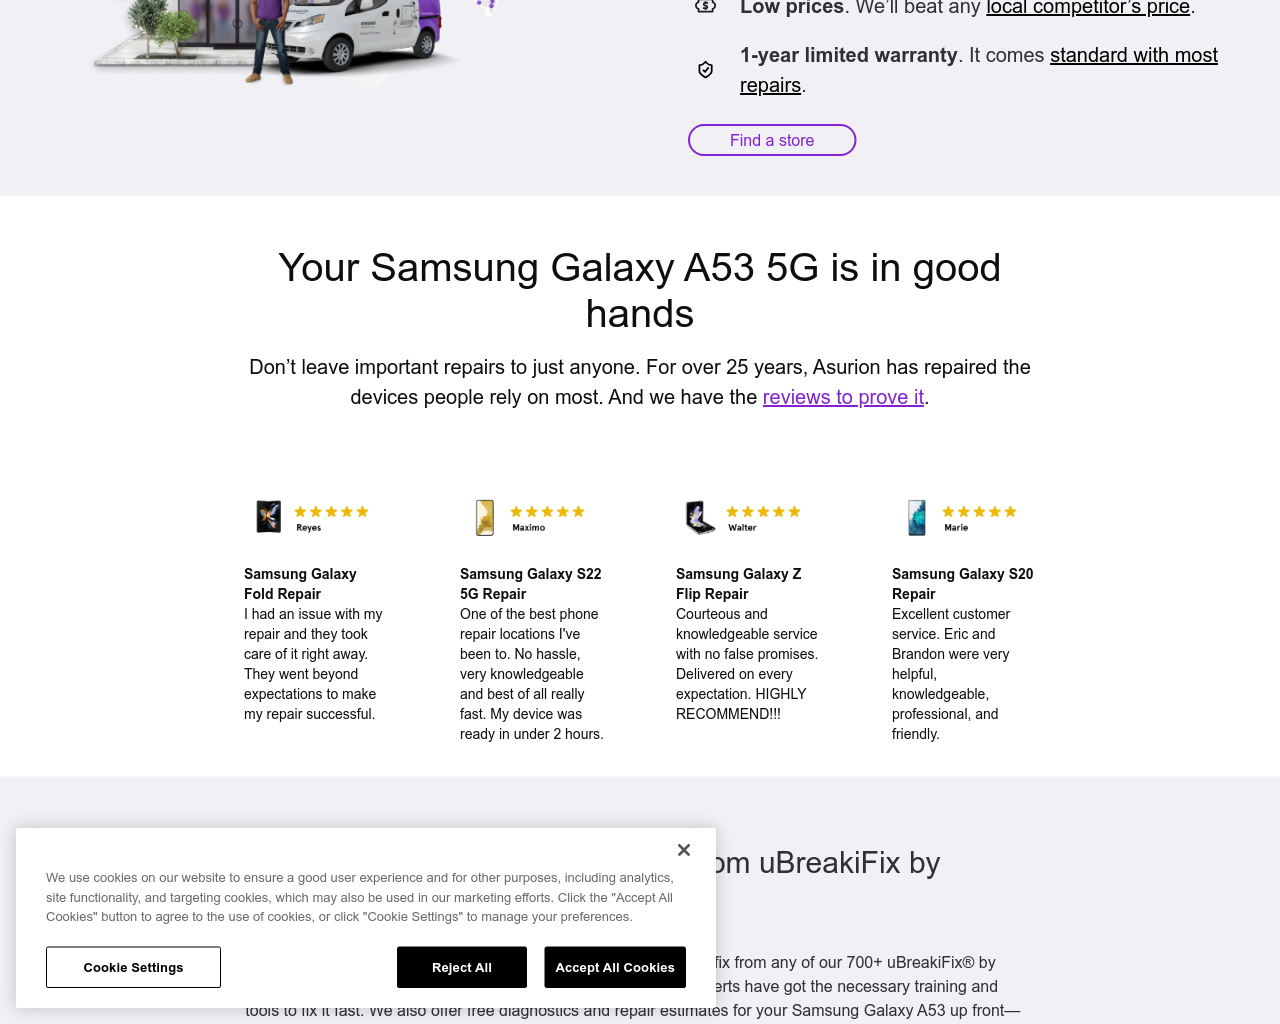 Low prices. We’ll beat any local competitor’s price.
1-year limited warranty. It comes standard with most
repairs.
Find a store
Your Samsung Galaxy A53 5G is in good
hands
Don’t leave important repairs to just anyone. For over 25 years, Asurion has repaired the
devices people rely on most. And we have the reviews to prove it.
Reyes
Samsung Galaxy
Fold Repair
I had an issue with my
repair and they took
care of it right away.
They went beyond
expectations to make
my repair successful.
Maximo
Samsung Galaxy S22
5G Repair
One of the best phone
repair locations I've
been to. No hassle,
very knowledgeable
and best of all really
fast. My device was
ready in under 2 hours.
Walter
Samsung Galaxy Z
Flip Repair
Courteous and
knowledgeable service
with no false promises.
Delivered on every
expectation. HIGHLY
RECOMMEND!!!
Marie
Samsung Galaxy S20
Repair
Excellent customer
service. Eric and
Brandon were very
helpful,
knowledgeable,
professional, and
friendly.
uBreakiFix by
fix from any of our 700+ uBreakiFix® by
have got the necessary training and
tools to fix it fast. We also offer free diagnostics and repair estimates for your Samsung Galaxy A53 up front—
We use cookies on our website to ensure a good user experience and for other purposes, including analytics,
site functionality, and targeting cookies, which may also be used in our marketing efforts. Click the "Accept All
Cookies" button to agree to the use of cookies, or click "Cookie Settings" to manage your preferences.
Cookie Settings
Reject All
Accept All Cookies